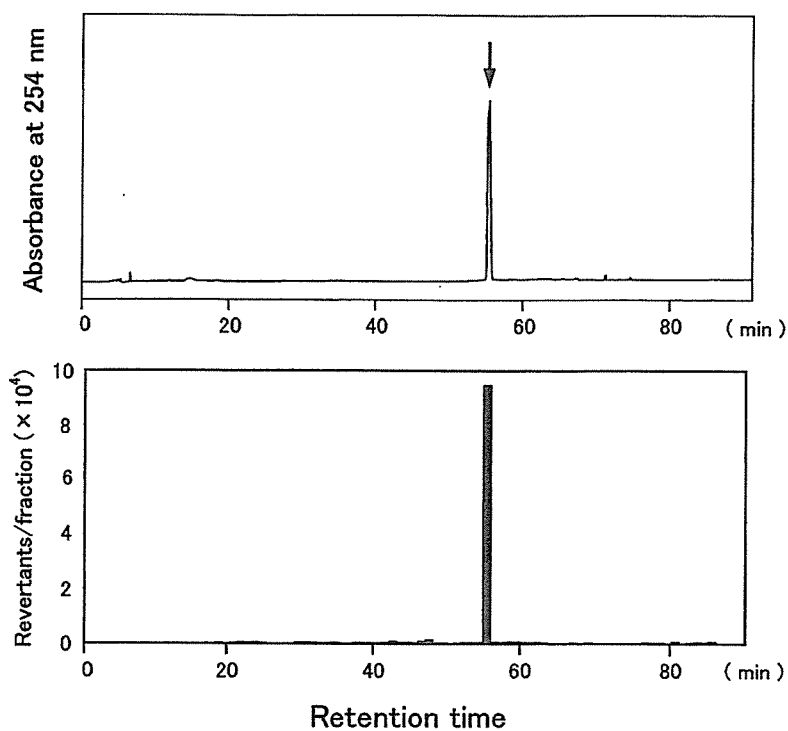 Absorbance at 254 nm
0 20 40 60 80 ( min )
Revertants/fraction ( × 10⁴)
10
8
6
4
2
0
0 20 40 60 80 ( min )
Retention time